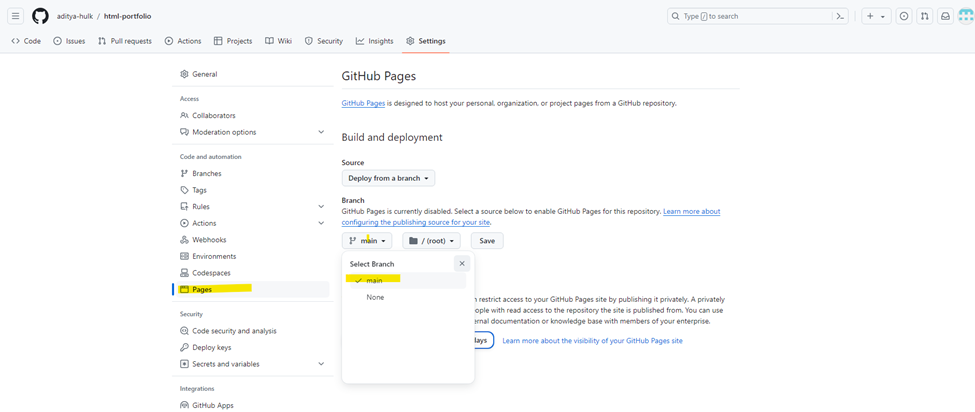 aditya-hulk / html-portfolio
Type / to search
Code Issues Pull requests Actions Projects Wiki Security Insights Settings
General
Access
Collaborators
Moderation options
Code and automation
Branches
Tags
Rules
Actions
Webhooks
Environments
Codespaces
Pages
Security
Code security and analysis
Deploy keys
Secrets and variables
Integrations
GitHub Apps
GitHub Pages
GitHub Pages is designed to host your personal, organization, or project pages from a GitHub repository.
Build and deployment
Source
Deploy from a branch
Branch
GitHub Pages is currently disabled. Select a source below to enable GitHub Pages for this repository. Learn more about
configuring the publishing source for your site.
main / (root) Save
Select Branch
main
None
restrict access to your GitHub Pages site by publishing it privately. A privately
people with read access to the repository the site is published from. You can use
documentation or knowledge base with members of your enterprise.
days Learn more about the visibility of your GitHub Pages site